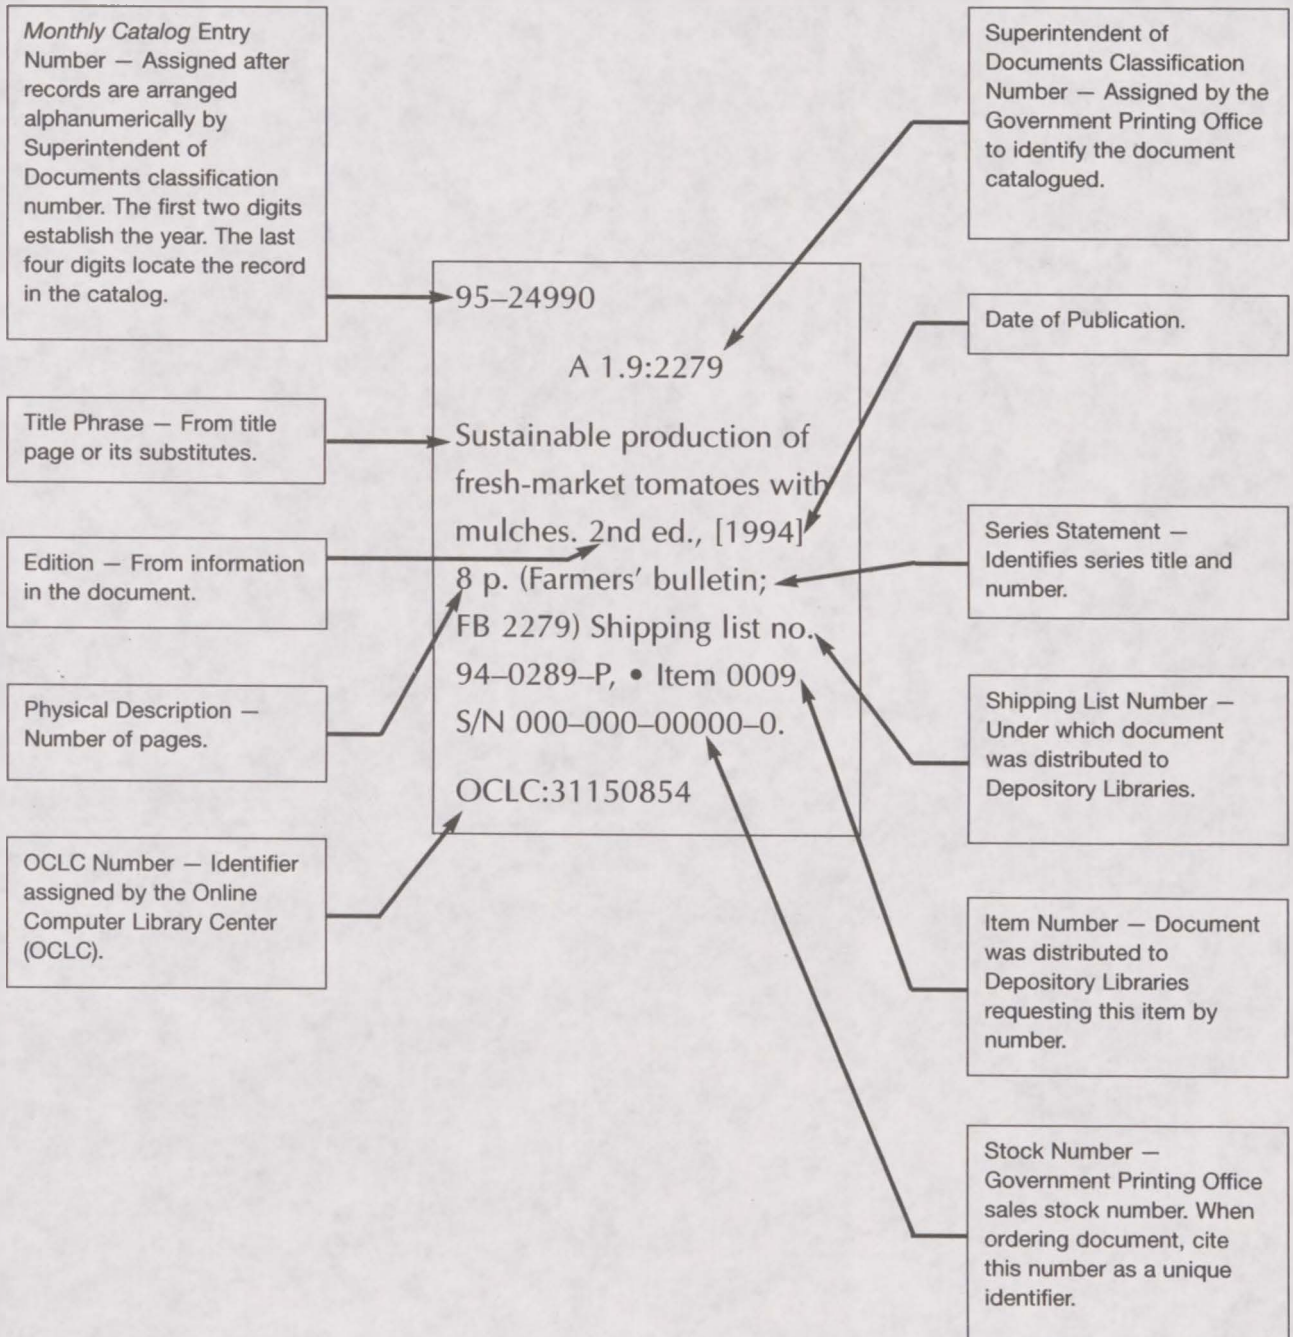 Monthly Catalog Entry
Number — Assigned after
records are arranged
alphanumerically by
Superintendent of
Documents classification
number. The first two digits
establish the year. The last
four digits locate the record
in the catalog.
Title Phrase — From title
page or its substitutes.
Edition — From information
in the document.
Physical Description —
Number of pages.
OCLC Number — Identifier
assigned by the Online
Computer Library Center
(OCLC).
95–24990
A 1.9:2279
Sustainable production of
fresh-market tomatoes with
mulches. 2nd ed., [1994]
8 p. (Farmers' bulletin;
FB 2279) Shipping list no.
94–0289–P, • Item 0009
S/N 000–000–00000–0.
OCLC:31150854
Superintendent of
Documents Classification
Number — Assigned by the
Government Printing Office
to identify the document
catalogued.
Date of Publication.
Series Statement —
Identifies series title and
number.
Shipping List Number —
Under which document
was distributed to
Depository Libraries.
Item Number — Document
was distributed to
Depository Libraries
requesting this item by
number.
Stock Number —
Government Printing Office
sales stock number. When
ordering document, cite
this number as a unique
identifier.